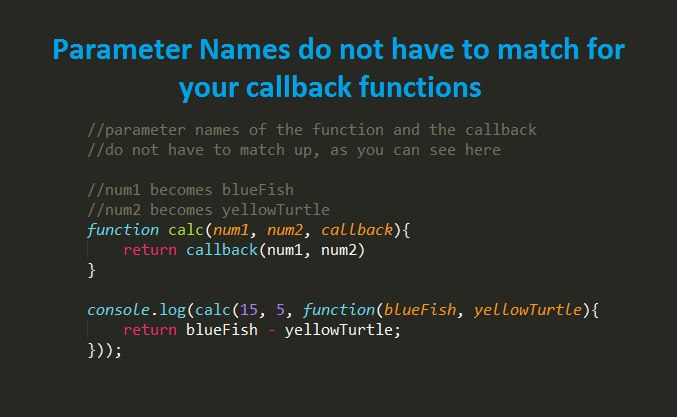 Parameter Names do not have to match for
your callback functions
//parameter names of the function and the callback
//do not have to match up, as you can see here
//num1 becomes blueFish
//num2 becomes yellowTurtle
function calc(num1, num2, callback){
    return callback(num1, num2)
}
console.log(calc(15, 5, function(blueFish, yellowTurtle){
    return blueFish - yellowTurtle;
}));